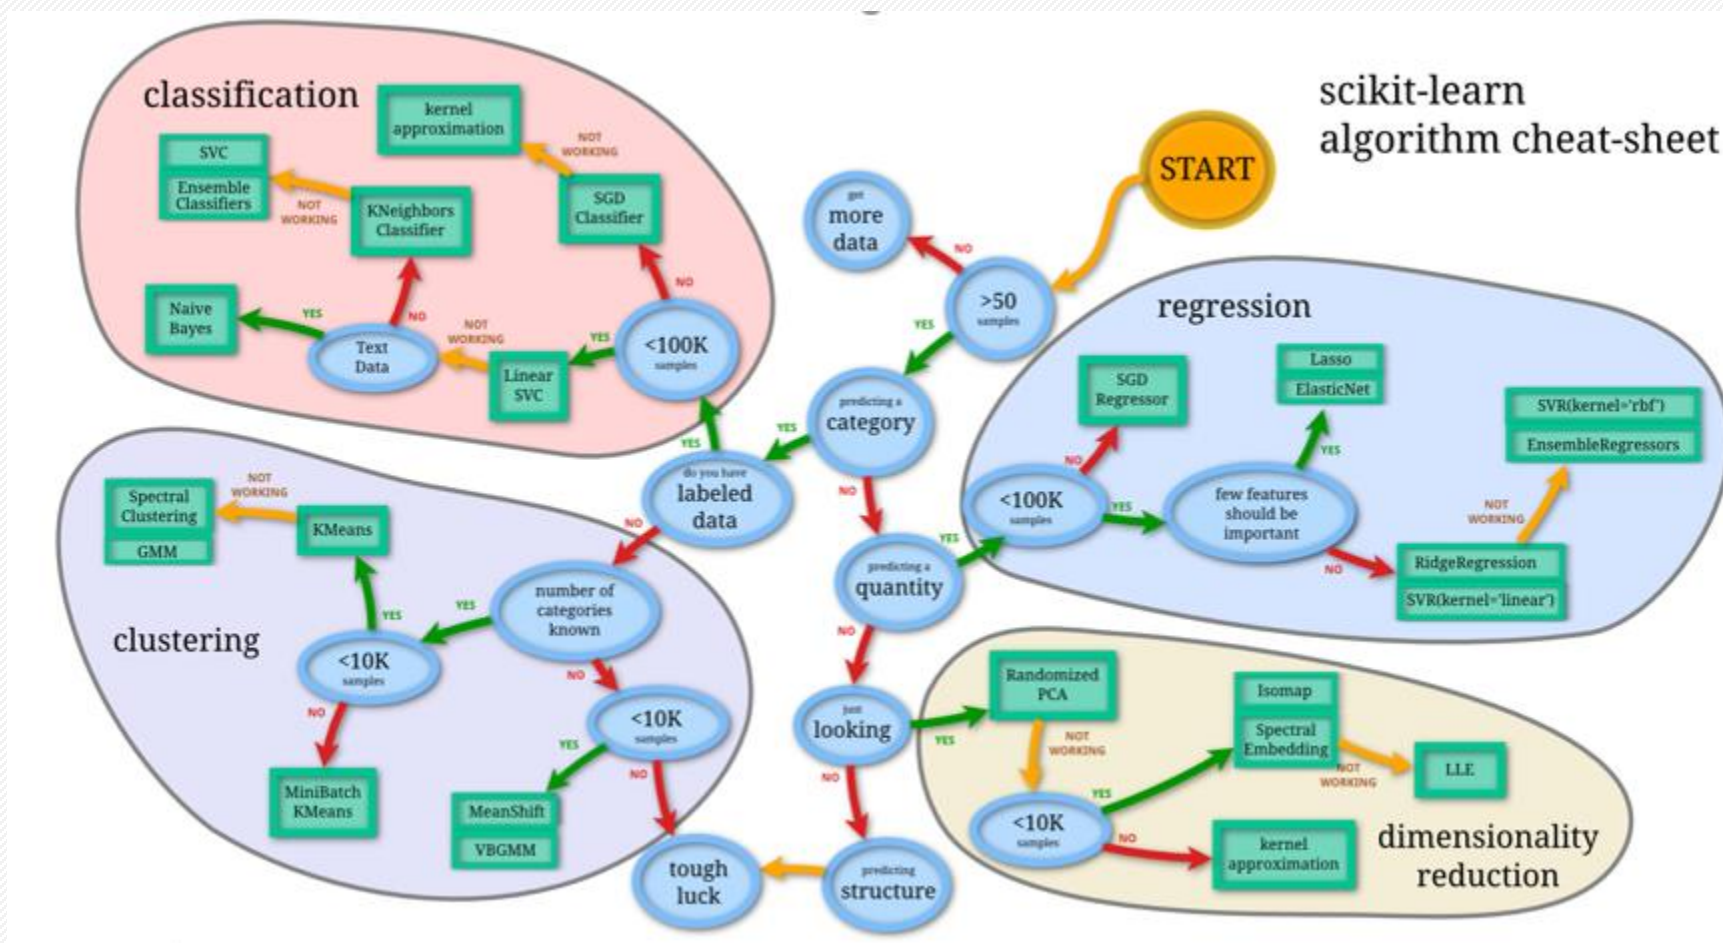 scikit-learn
algorithm cheat-sheet
START
classification
kernel
approximation
NOT
WORKING
SVC
Ensemble
Classifiers
NOT
WORKING
KNeighbors
Classifier
SGD
Classifier
NO
NO
Naive
Bayes
YES
Text
Data
NOT
WORKING
Linear
SVC
YES
<100K
samples
YES
get
more
data
NO
>50
samples
YES
predicting a
category
YES
NO
do you have
labeled
data
NO
predicting a
quantity
YES
NO
just
looking
YES
NO
predicting
structure
tough
luck
regression
SGD
Regressor
NO
<100K
samples
YES
Lasso
ElasticNet
YES
few features
should be
important
NO
SVR(kernel='rbf')
EnsembleRegressors
NOT
WORKING
RidgeRegression
SVR(kernel='linear')
clustering
Spectral
Clustering
GMM
NOT
WORKING
KMeans
YES
<10K
samples
YES
number of
categories
known
NO
NO
MiniBatch
KMeans
<10K
samples
YES
NO
MeanShift
VBGMM
Randomized
PCA
NOT
WORKING
<10K
samples
YES
NO
Isomap
Spectral
Embedding
NOT
WORKING
LLE
kernel
approximation
dimensionality
reduction